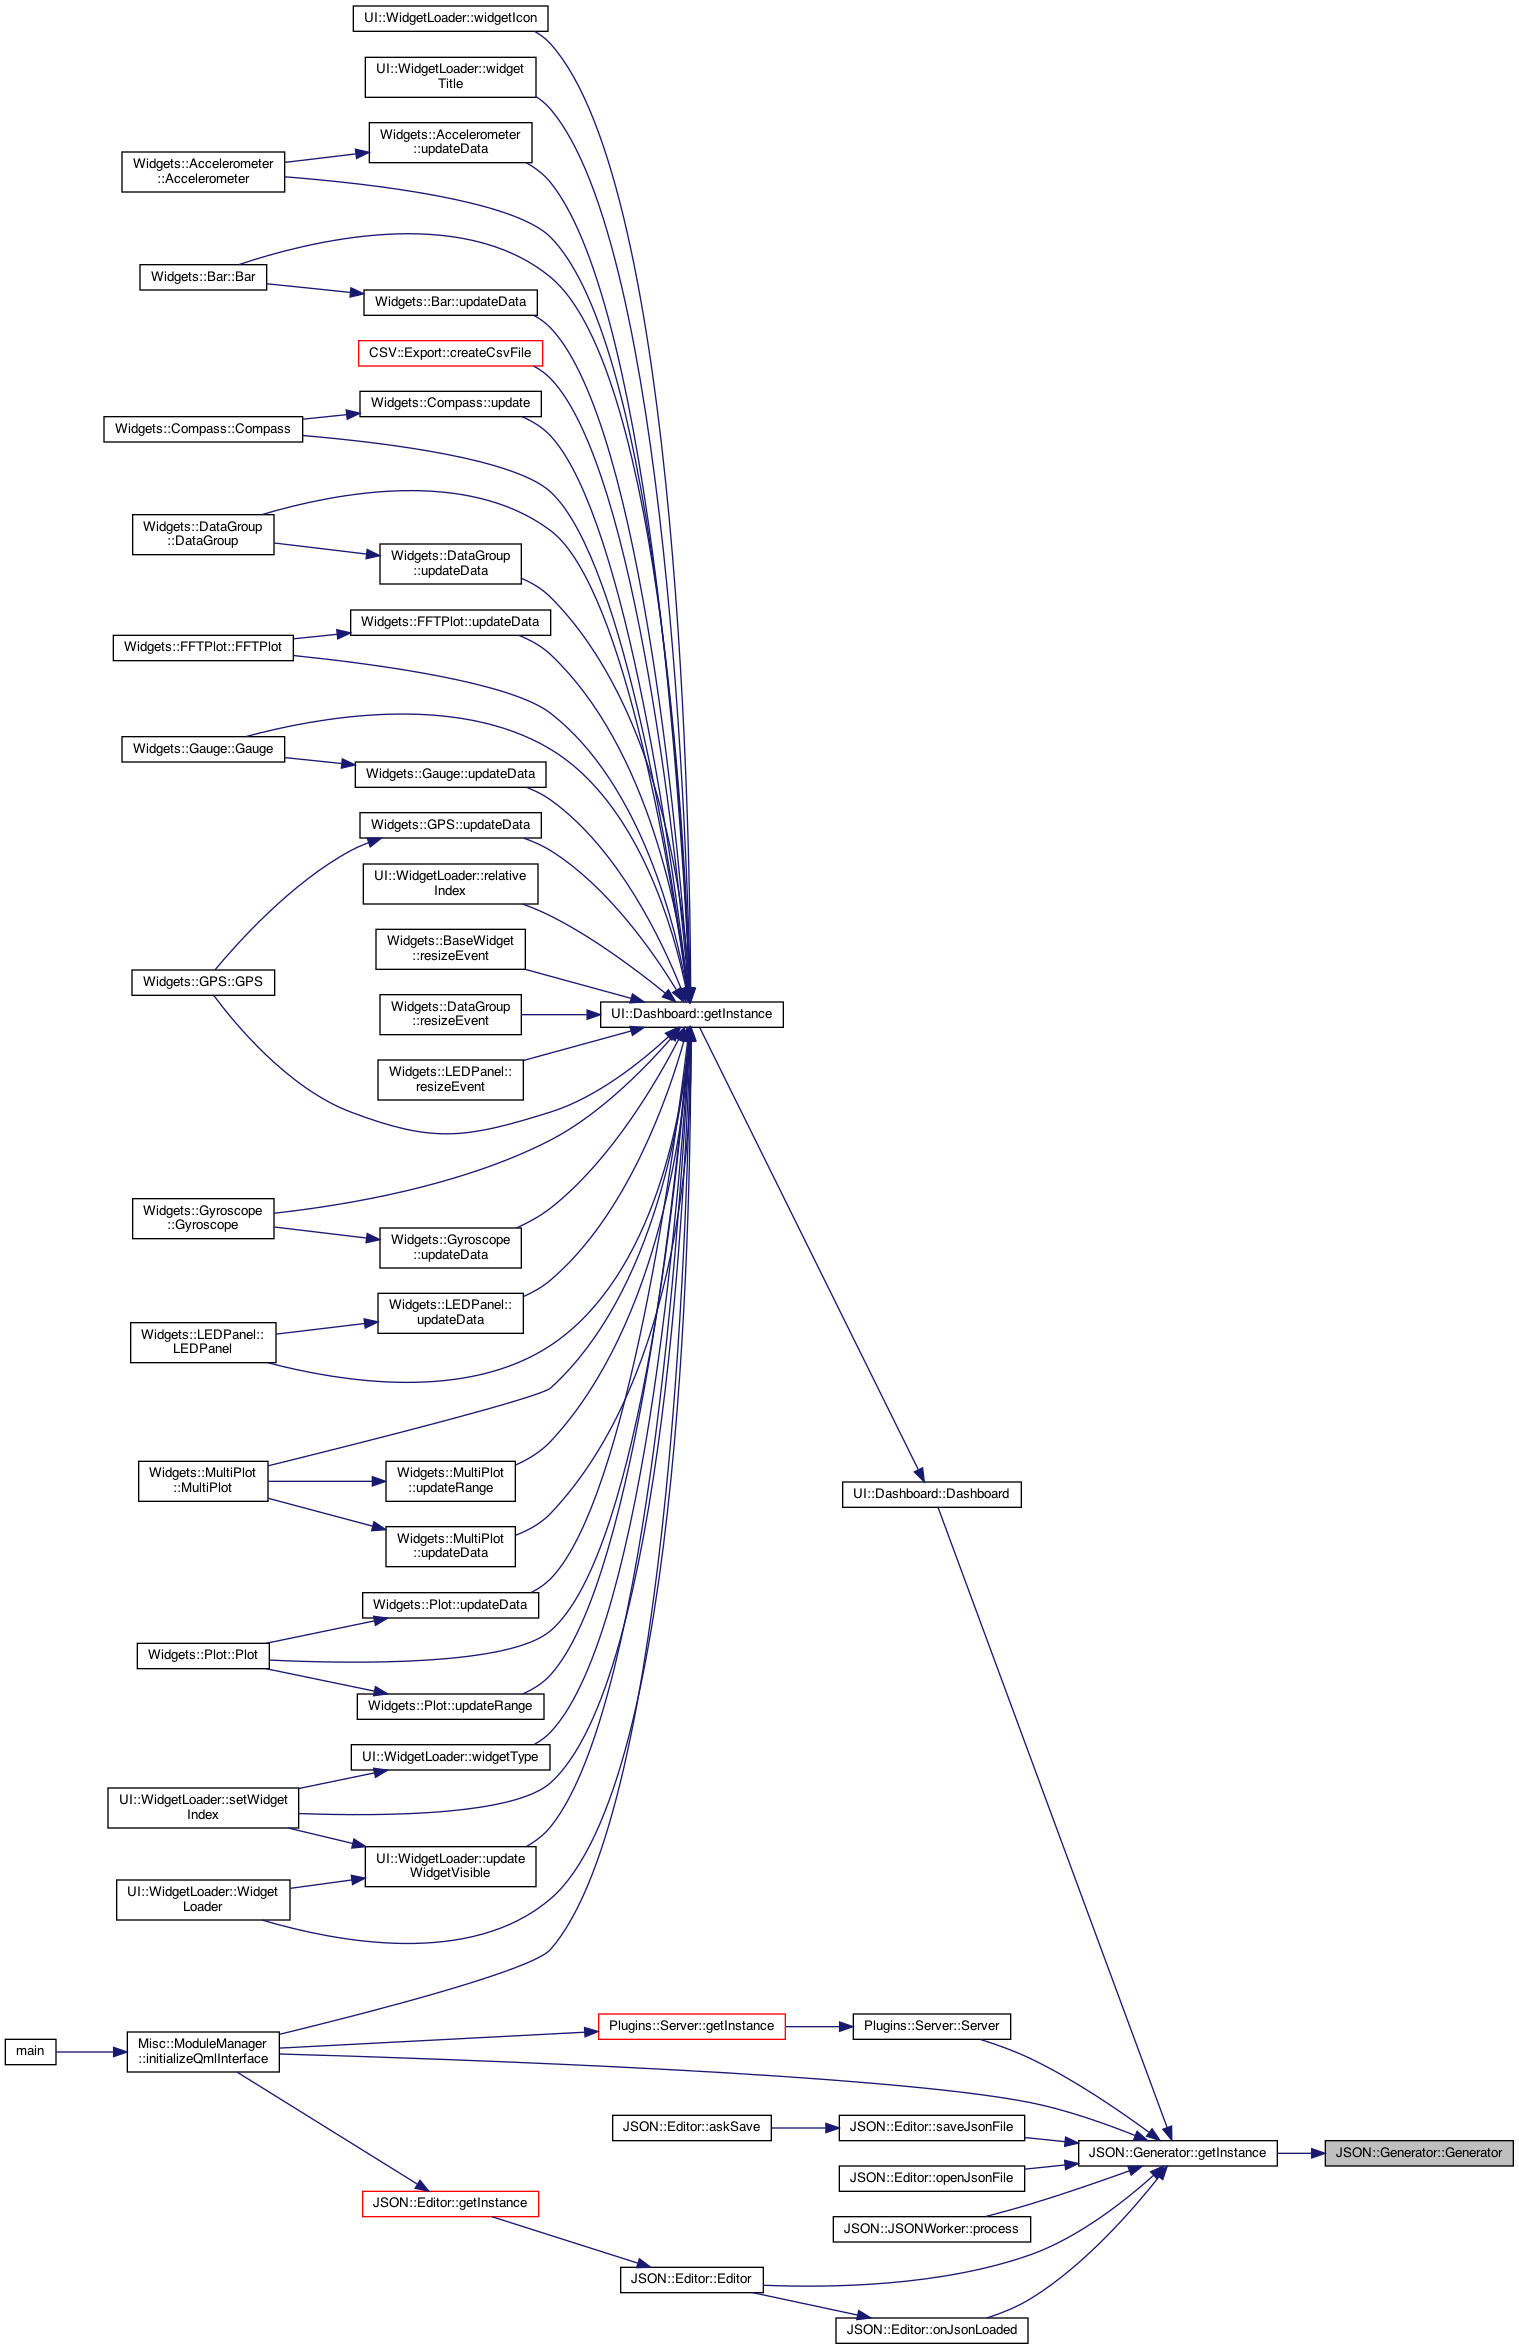 UI::WidgetLoader::widgetIcon
UI::WidgetLoader::widget
Title
Widgets::Accelerometer
::updateData
Widgets::Accelerometer
::Accelerometer
Widgets::Bar::Bar
Widgets::Bar::updateData
CSV::Export::createCsvFile
Widgets::Compass::update
Widgets::Compass::Compass
Widgets::DataGroup
::DataGroup
Widgets::DataGroup
::updateData
Widgets::FFTPlot::updateData
Widgets::FFTPlot::FFTPlot
Widgets::Gauge::Gauge
Widgets::Gauge::updateData
Widgets::GPS::updateData
UI::WidgetLoader::relative
Index
Widgets::BaseWidget
::resizeEvent
Widgets::GPS::GPS
Widgets::DataGroup
::resizeEvent
UI::Dashboard::getInstance
Widgets::LEDPanel::
resizeEvent
Widgets::Gyroscope
::Gyroscope
Widgets::Gyroscope
::updateData
Widgets::LEDPanel::
updateData
Widgets::LEDPanel::
LEDPanel
Widgets::MultiPlot
::MultiPlot
Widgets::MultiPlot
::updateRange
UI::Dashboard::Dashboard
Widgets::MultiPlot
::updateData
Widgets::Plot::updateData
Widgets::Plot::Plot
Widgets::Plot::updateRange
UI::WidgetLoader::widgetType
UI::WidgetLoader::setWidget
Index
UI::WidgetLoader::update
WidgetVisible
UI::WidgetLoader::Widget
Loader
Plugins::Server::getInstance
Plugins::Server::Server
main
Misc::ModuleManager
::initializeQmlInterface
JSON::Editor::askSave
JSON::Editor::saveJsonFile
JSON::Generator::getInstance
JSON::Generator::Generator
JSON::Editor::openJsonFile
JSON::Editor::getInstance
JSON::JSONWorker::process
JSON::Editor::Editor
JSON::Editor::onJsonLoaded